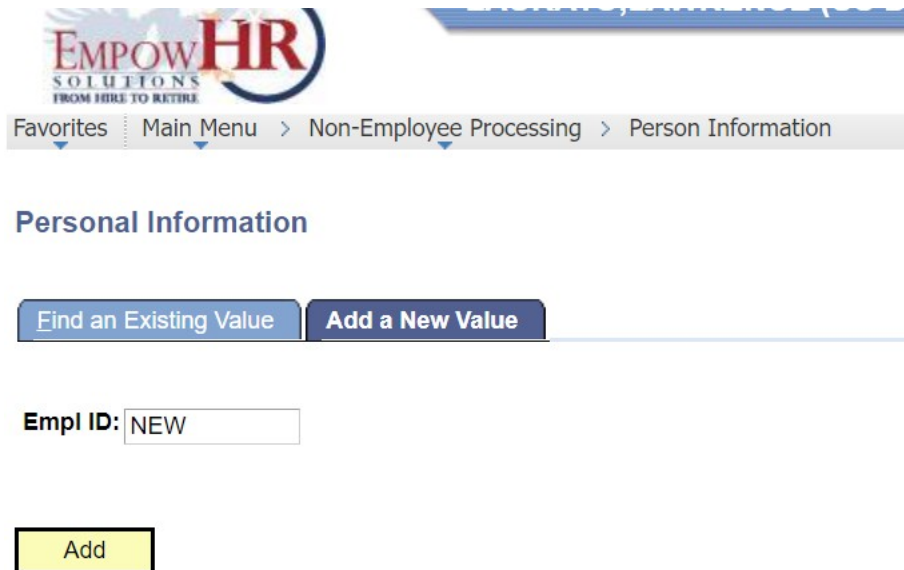 EMPOWHR
SOLUTIONS
FROM HIRE TO RETIRE
Favorites Main Menu > Non-Employee Processing > Person Information
Personal Information
Find an Existing Value Add a New Value
Empl ID: NEW
Add